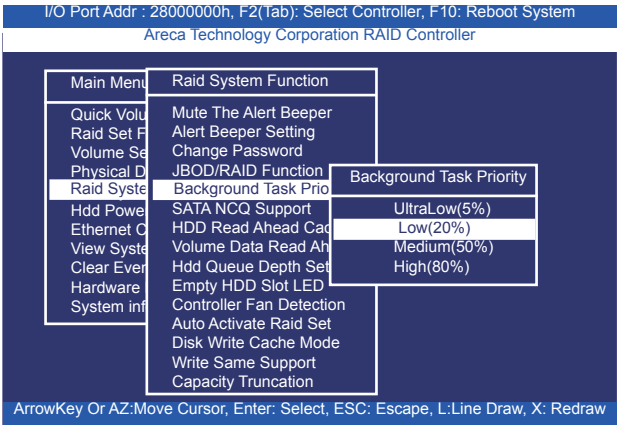 I/O Port Addr : 28000000h, F2(Tab): Select Controller, F10: Reboot System
Areca Technology Corporation RAID Controller
Main Menu
Quick Volu
Raid Set F
Volume Se
Physical D
Raid Syste
Hdd Powe
Ethernet C
View Syste
Clear Even
Hardware
System inf
Raid System Function
Mute The Alert Beeper
Alert Beeper Setting
Change Password
JBOD/RAID Function
Background Task Prio
SATA NCQ Support
HDD Read Ahead Cac
Volume Data Read Ah
Hdd Queue Depth Set
Empty HDD Slot LED
Controller Fan Detection
Auto Activate Raid Set
Disk Write Cache Mode
Write Same Support
Capacity Truncation
Background Task Priority
UltraLow(5%)
Low(20%)
Medium(50%)
High(80%)
ArrowKey Or AZ:Move Cursor, Enter: Select, ESC: Escape, L:Line Draw, X: Redraw